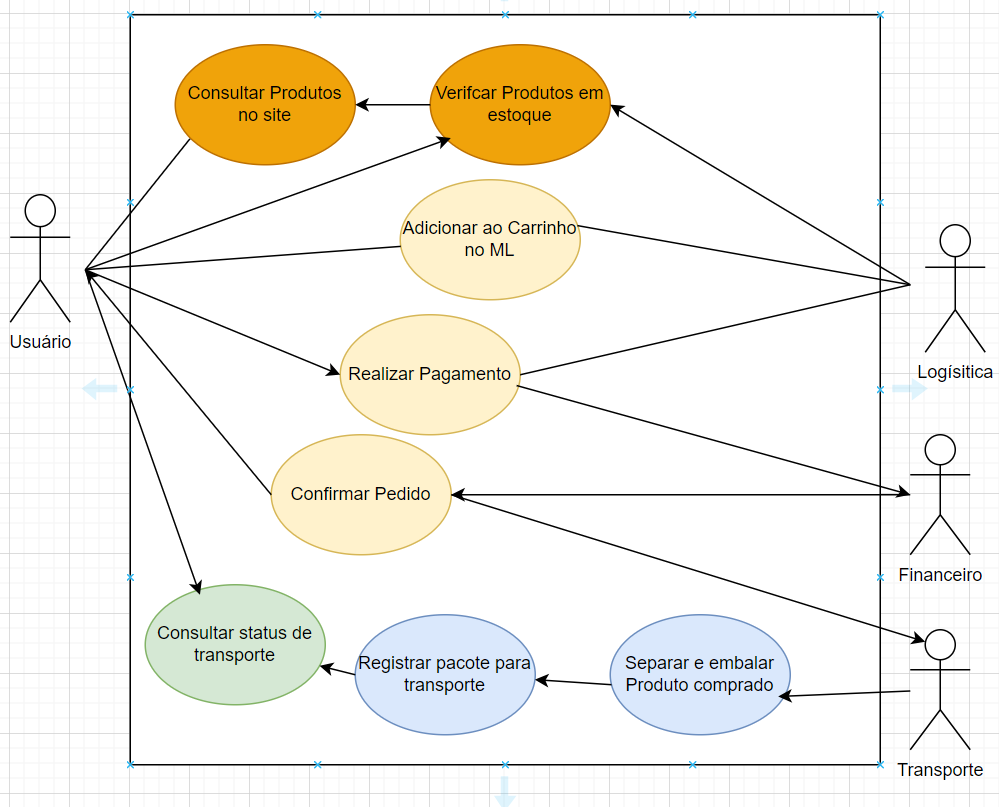 Consultar Produtos
no site
Verifcar Produtos em
estoque
Adicionar ao Carrinho
no ML
Usuário
Logísitica
Realizar Pagamento
Confirmar Pedido
Financeiro
Consultar status de
transporte
Registrar pacote para
transporte
Separar e embalar
Produto comprado
Transporte